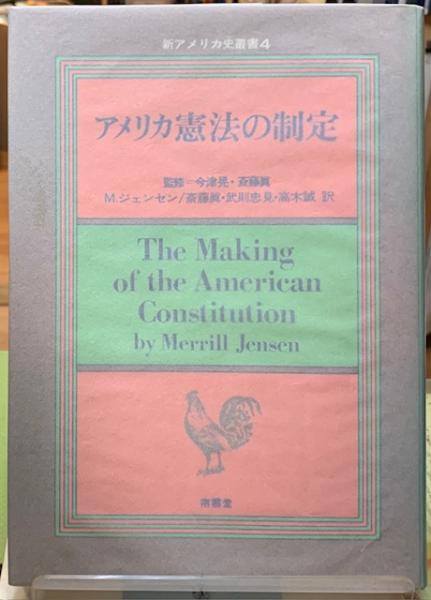 新アメリカ史叢書4
アメリカ憲法の制定
監修=今津晃・斎藤眞
M.ジェンセン/斎藤眞・武則忠見・高木誠 訳
The Making
of the American
Constitution
by Merrill Jensen
南雲堂